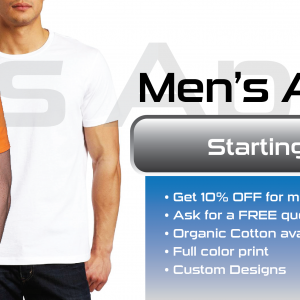 Men's A
Starting
• Get 10% OFF for m
• Ask for a FREE qu
• Organic Cotton ava
• Full color print
• Custom Designs